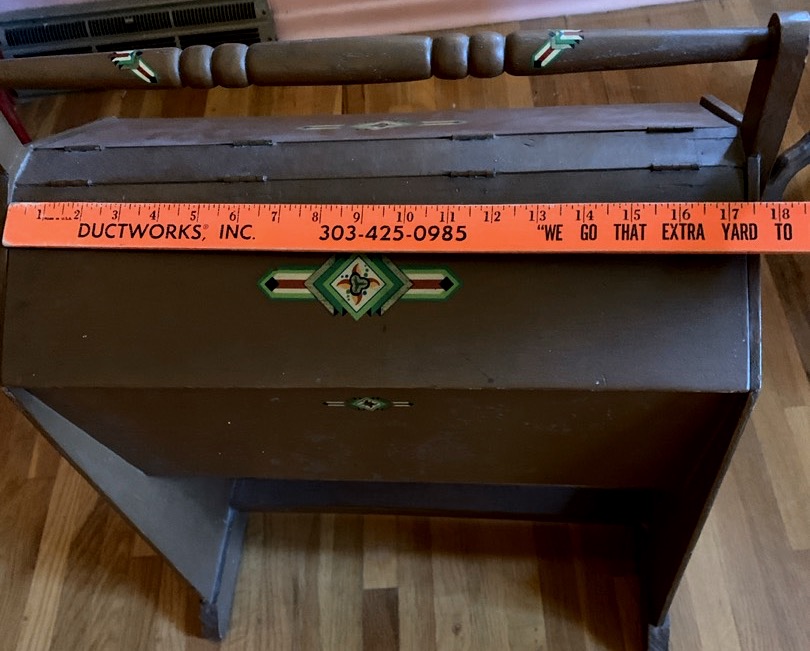 1 2 3 4 5 6 7 8 9 10 11 12 13 14 15 16 17 18
DUCTWORKS, INC. 303-425-0985 "WE GO THAT EXTRA YARD TO